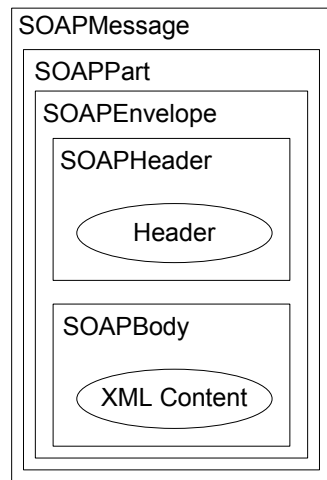 SOAPMessage
SOAPPart
SOAPEnvelope
SOAPHeader
Header
SOAPBody
XML Content